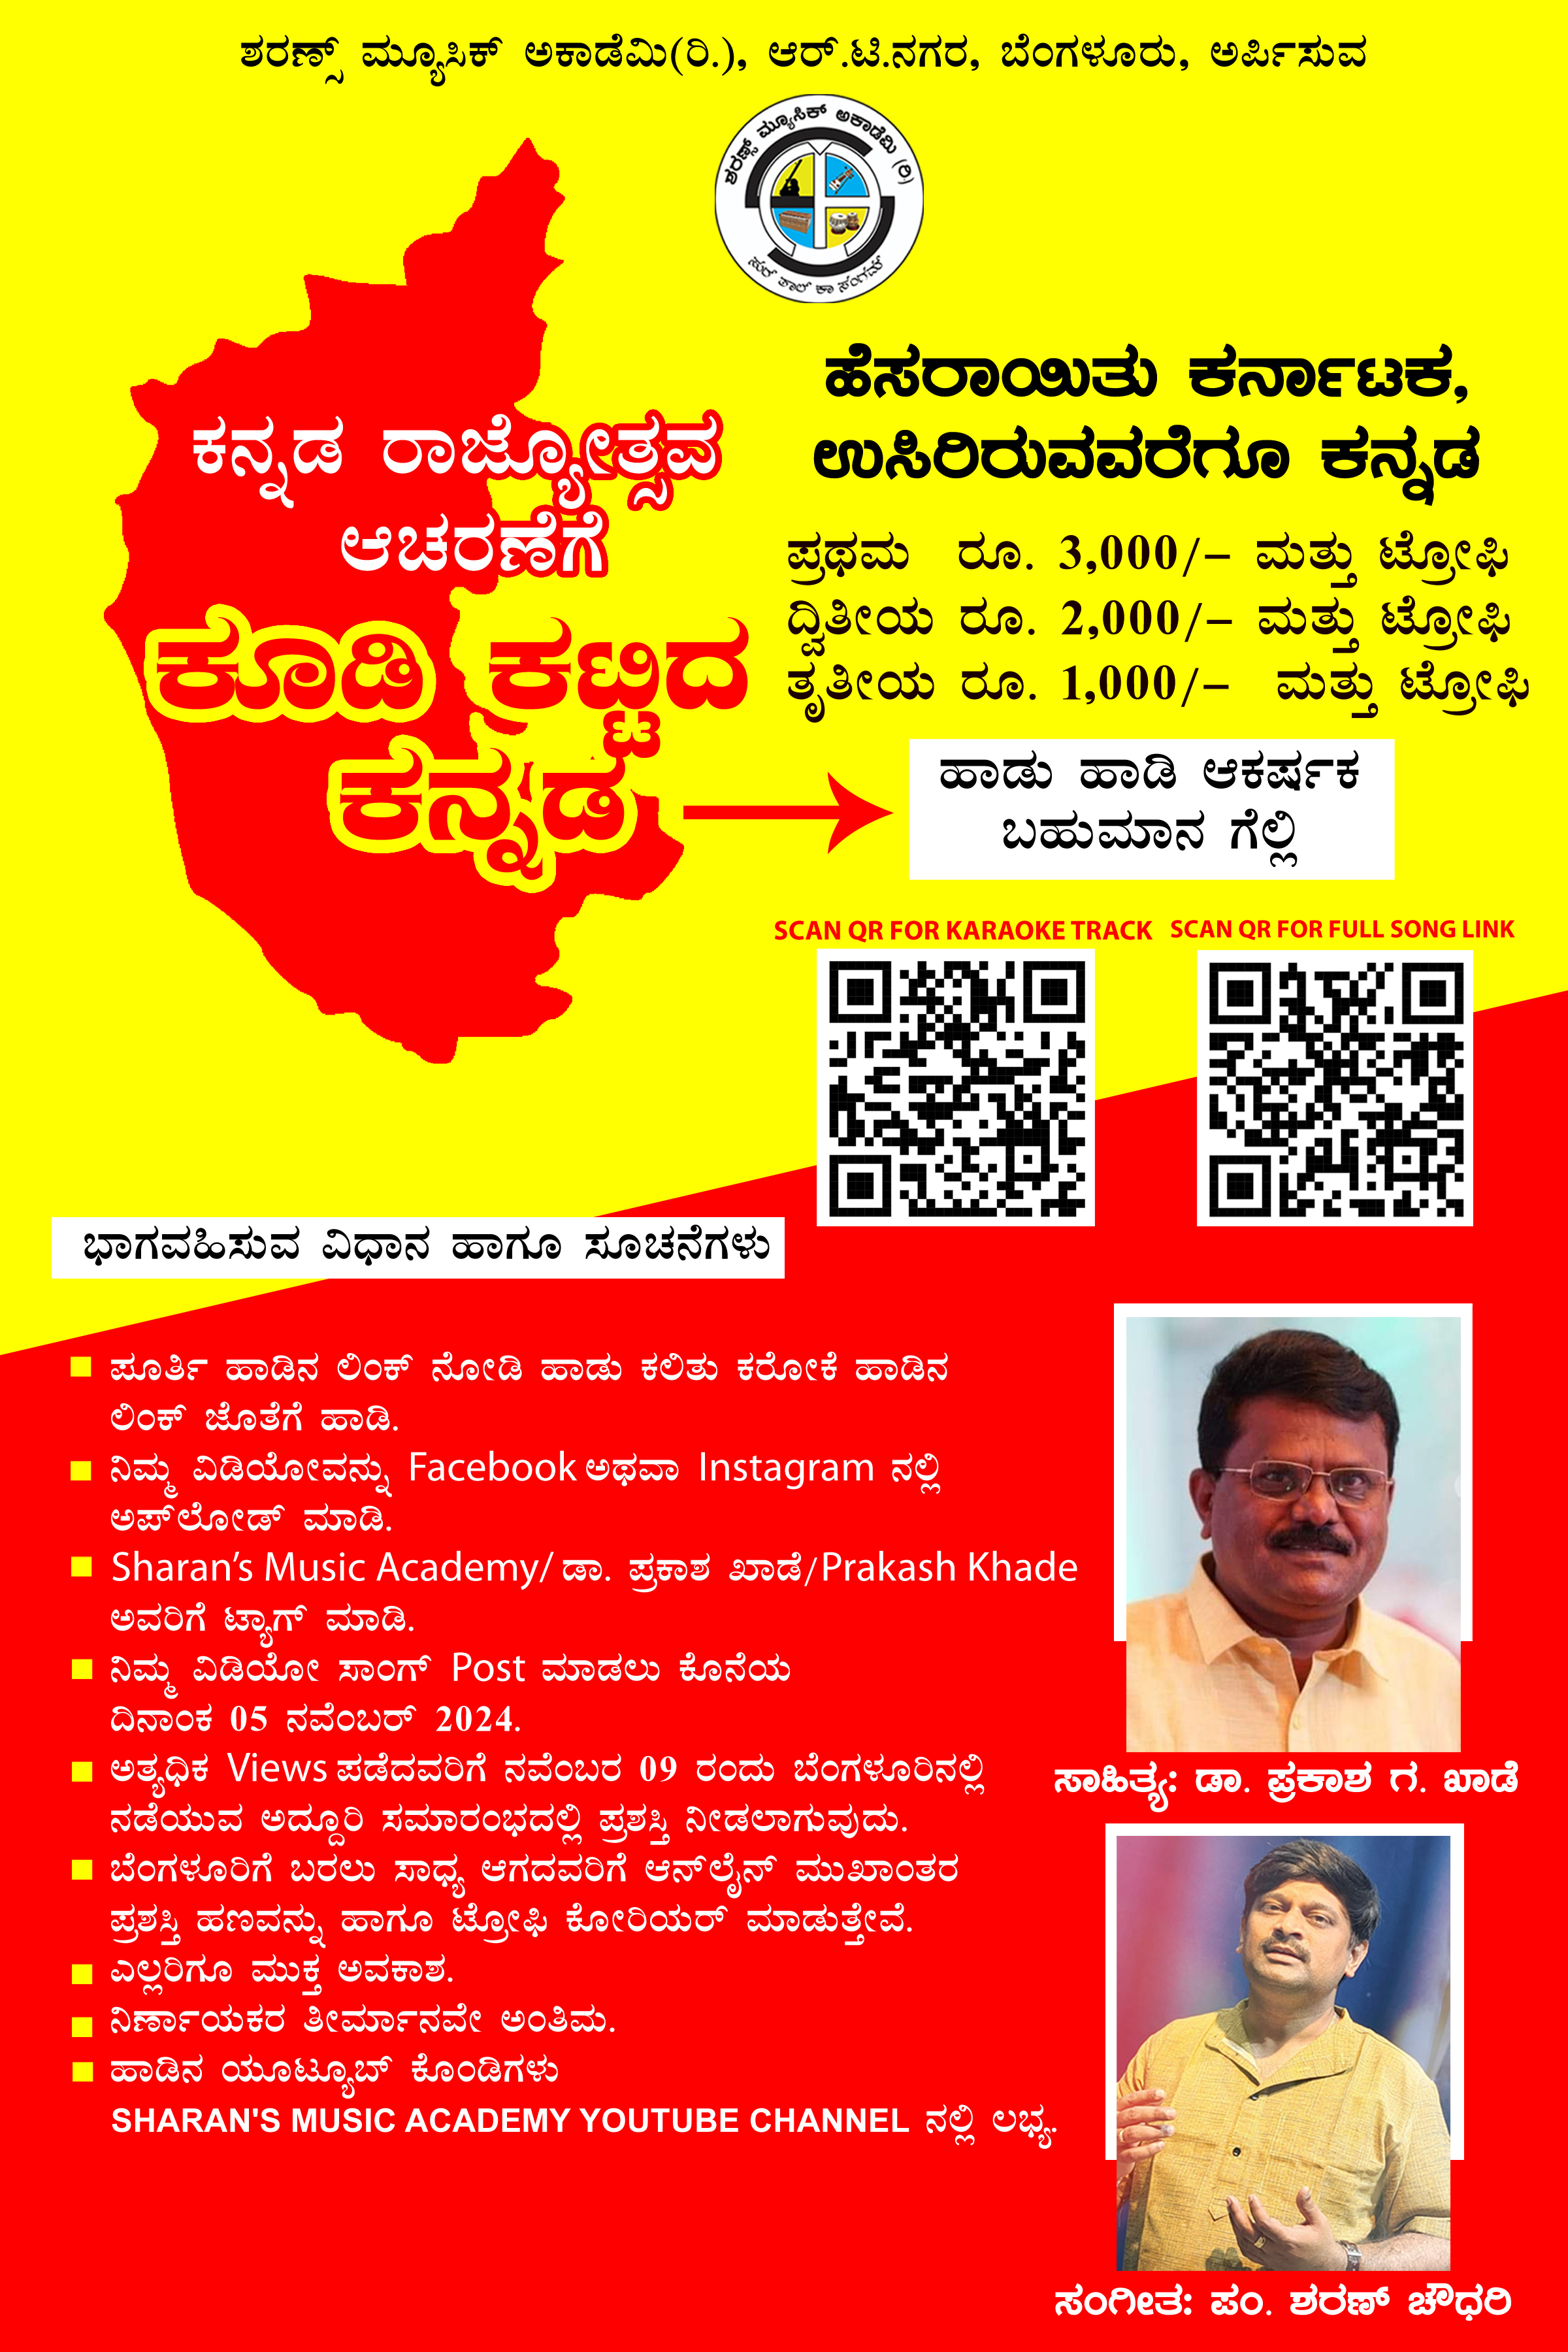 ಶರಣ್ಸ್ ಮ್ಯೂಸಿಕ್ ಅಕಾಡೆಮಿ(ರಿ.), ಆರ್.ಟಿ.ನಗರ, ಬೆಂಗಳೂರು, ಅರ್ಪಿಸುವ
ಶರಣ್ಸ್ ಮ್ಯೂಸಿಕ್ ಅಕಾಡೆಮಿ (ರಿ)
ಸುರ್ ತಾಲ್ ಕಾ ಸಂಗಮ್
ಕನ್ನಡ ರಾಜ್ಯೋತ್ಸವ
ಆಚರಣೆಗೆ
ಕೂಡಿ ಕಟ್ಟಿದ
ಕನ್ನಡ
ಹೆಸರಾಯಿತು ಕರ್ನಾಟಕ,
ಉಸಿರಿರುವವರೆಗೂ ಕನ್ನಡ
ಪ್ರಥಮ ರೂ. 3,000/– ಮತ್ತು ಟ್ರೋಫಿ
ದ್ವಿತೀಯ ರೂ. 2,000/– ಮತ್ತು ಟ್ರೋಫಿ
ತೃತೀಯ ರೂ. 1,000/– ಮತ್ತು ಟ್ರೋಫಿ
ಹಾಡು ಹಾಡಿ ಆಕರ್ಷಕ
ಬಹುಮಾನ ಗೆಲ್ಲಿ
SCAN QR FOR KARAOKE TRACK
SCAN QR FOR FULL SONG LINK
ಭಾಗವಹಿಸುವ ವಿಧಾನ ಹಾಗೂ ಸೂಚನೆಗಳು
ಪೂರ್ತಿ ಹಾಡಿನ ಲಿಂಕ್ ನೋಡಿ ಹಾಡು ಕಲಿತು ಕರೋಕೆ ಹಾಡಿನ
ಲಿಂಕ್ ಜೊತೆಗೆ ಹಾಡಿ.
ನಿಮ್ಮ ವಿಡಿಯೋವನ್ನು Facebook ಅಥವಾ Instagram ನಲ್ಲಿ
ಅಪ್‌ಲೋಡ್ ಮಾಡಿ.
Sharan’s Music Academy/ ಡಾ. ಪ್ರಕಾಶ ಖಾಡೆ/Prakash Khade
ಅವರಿಗೆ ಟ್ಯಾಗ್ ಮಾಡಿ.
ನಿಮ್ಮ ವಿಡಿಯೋ ಸಾಂಗ್ Post ಮಾಡಲು ಕೊನೆಯ
ದಿನಾಂಕ 05 ನವೆಂಬರ್ 2024.
ಅತ್ಯಧಿಕ Views ಪಡೆದವರಿಗೆ ನವೆಂಬರ 09 ರಂದು ಬೆಂಗಳೂರಿನಲ್ಲಿ
ನಡೆಯುವ ಅದ್ದೂರಿ ಸಮಾರಂಭದಲ್ಲಿ ಪ್ರಶಸ್ತಿ ನೀಡಲಾಗುವುದು.
ಬೆಂಗಳೂರಿಗೆ ಬರಲು ಸಾಧ್ಯ ಆಗದವರಿಗೆ ಆನ್‌ಲೈನ್ ಮುಖಾಂತರ
ಪ್ರಶಸ್ತಿ ಹಣವನ್ನು ಹಾಗೂ ಟ್ರೋಫಿ ಕೋರಿಯರ್ ಮಾಡುತ್ತೇವೆ.
ಎಲ್ಲರಿಗೂ ಮುಕ್ತ ಅವಕಾಶ.
ನಿರ್ಣಾಯಕರ ತೀರ್ಮಾನವೇ ಅಂತಿಮ.
ಹಾಡಿನ ಯೂಟ್ಯೂಬ್ ಕೊಂಡಿಗಳು
SHARAN'S MUSIC ACADEMY YOUTUBE CHANNEL ನಲ್ಲಿ ಲಭ್ಯ.
ಸಾಹಿತ್ಯ: ಡಾ. ಪ್ರಕಾಶ ಗ. ಖಾಡೆ
ಸಂಗೀತ: ಪಂ. ಶರಣ್ ಚೌಧರಿ